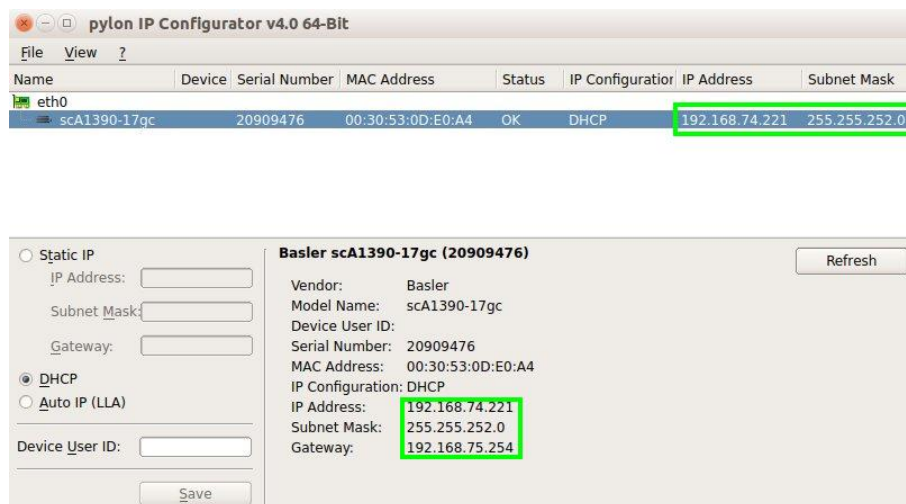 pylon IP Configurator v4.0 64-Bit
File View ?
Name Device Serial Number MAC Address Status IP Configuration IP Address Subnet Mask
eth0
scA1390-17gc 20909476 00:30:53:0D:E0:A4 OK DHCP 192.168.74.221 255.255.252.0
Static IP
IP Address:
Subnet Mask:
Gateway:
DHCP
Auto IP (LLA)
Device User ID:
Save
Basler scA1390-17gc (20909476)
Vendor: Basler
Model Name: scA1390-17gc
Device User ID:
Serial Number: 20909476
MAC Address: 00:30:53:0D:E0:A4
IP Configuration: DHCP
IP Address: 192.168.74.221
Subnet Mask: 255.255.252.0
Gateway: 192.168.75.254
Refresh